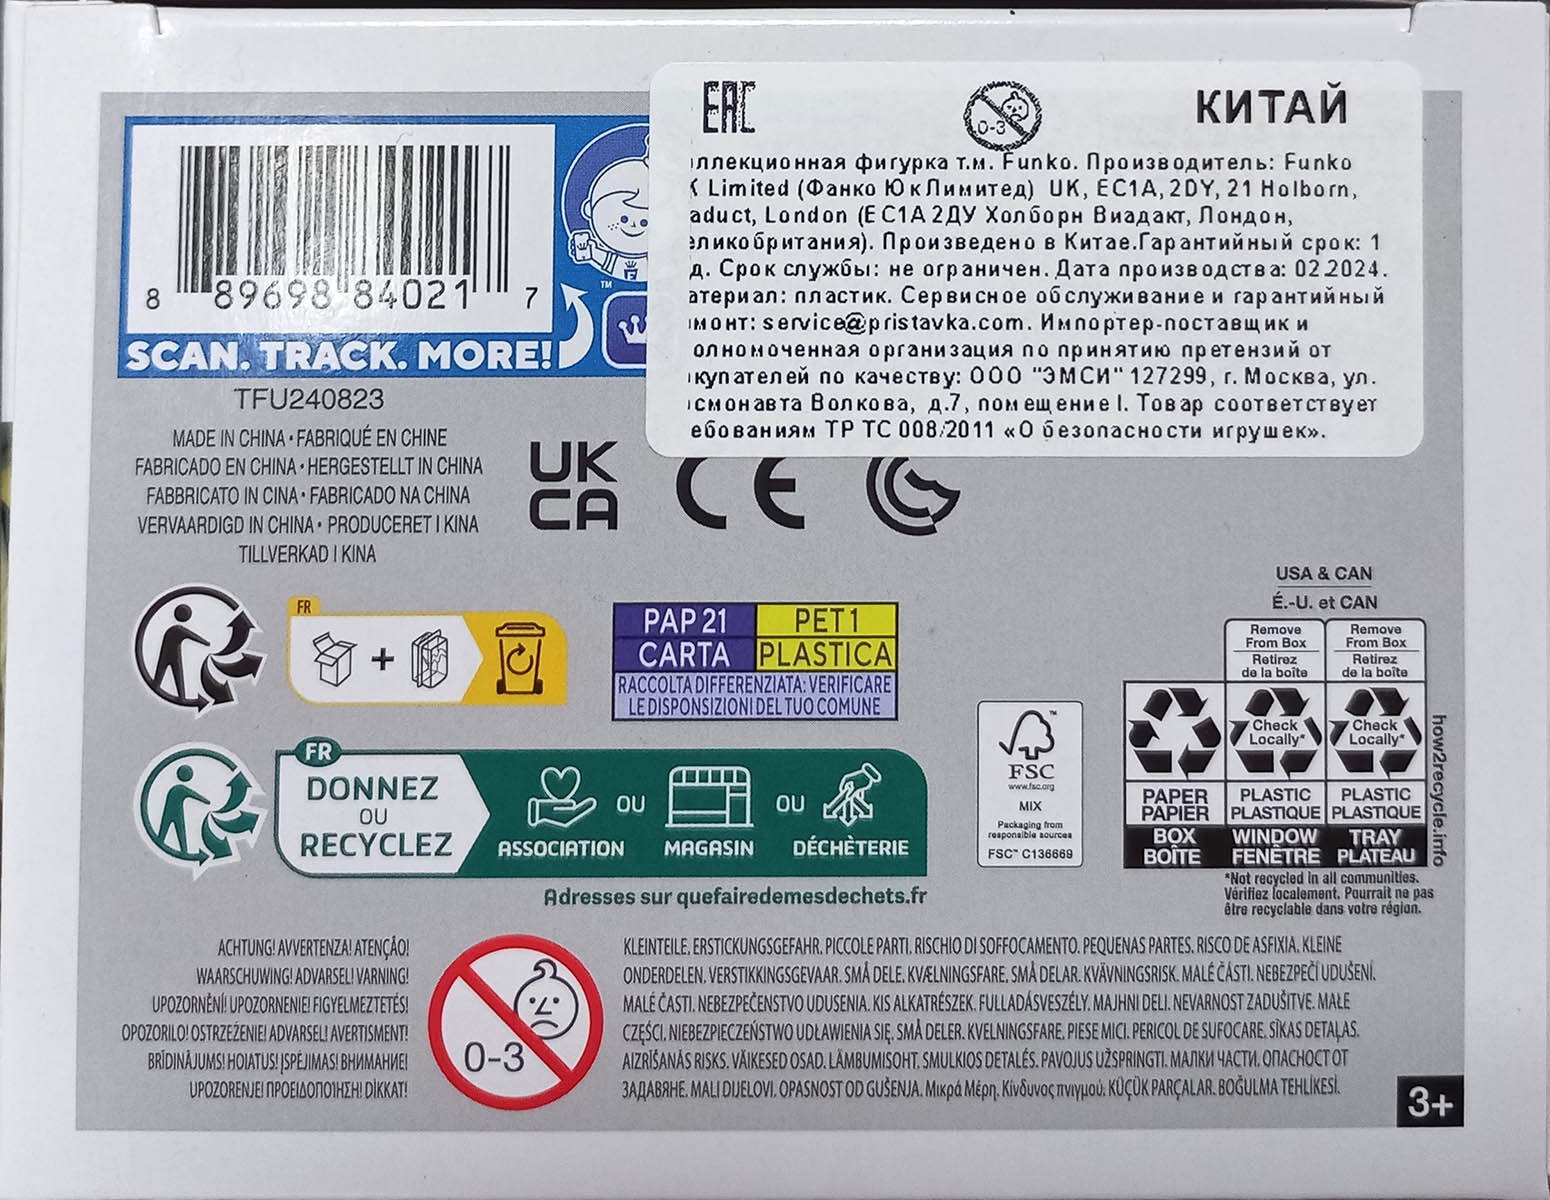 EAC
0-3
КИТАЙ
ллекционная фигурка т.м. Funko. Производитель: Funko
K Limited (Фанко Юк Лимитед) UK, EC1A, 2DY, 21 Holborn,
aduct, London (ЕС1А 2ДУ Холборн Виадакт, Лондон,
еликобритания). Произведено в Китае.Гарантийный срок: 1
д. Срок службы: не ограничен. Дата производства: 02.2024.
атериал: пластик. Сервисное обслуживание и гарантийный
монт: service@pristavka.com. Импортер-поставщик и
олномоченная организация по принятию претензий от
купателей по качеству: ООО "ЭМСИ" 127299, г. Москва, ул.
смонавта Волкова, д.7, помещение I. Товар соответствует
ебованиям ТР ТС 008/2011 «О безопасности игрушек».
8 89698 84021 7
TM
SCAN. TRACK. MORE!
TFU240823
MADE IN CHINA • FABRIQUÉ EN CHINE
FABRICADO EN CHINA • HERGESTELLT IN CHINA
FABBRICATO IN CINA • FABRICADO NA CHINA
VERVAARDIGD IN CHINA • PRODUCERET I KINA
TILLVERKAD I KINA
UK
CA
CE
FR
+
PAP 21
CARTA
PET 1
PLASTICA
RACCOLTA DIFFERENZIATA: VERIFICARE
LE DISPONSIZIONI DEL TUO COMUNE
FR
DONNEZ
OU
RECYCLEZ
ASSOCIATION
OU
MAGASIN
OU
DÉCHÈTERIE
Adresses sur quefairedemesdechets.fr
FSC
www.fsc.org
MIX
Packaging from
responsible sources
FSC™ C136669
USA & CAN
É.-U. et CAN
Remove
From Box
Retirez
de la boîte
Remove
From Box
Retirez
de la boîte
Check
Locally*
Check
Locally*
PAPER
PAPIER
PLASTIC
PLASTIQUE
PLASTIC
PLASTIQUE
BOX
BOÎTE
WINDOW
FENÊTRE
TRAY
PLATEAU
how2recycle.info
*Not recycled in all communities.
Vérifiez localement. Pourrait ne pas
être recyclable dans votre région.
ACHTUNG! AVVERTENZA! ATENÇÃO!
WAARSCHUWING! ADVARSEL! VARNING!
UPOZORNĚNÍ! UPOZORNENIE! FIGYELMEZTETÉS!
OPOZORILO! OSTRZEŻENIE! ADVARSEL! AVERTISMENT!
BRĪDINĀJUMS! HOIATUS! ĮSPĖJIMAS! ВНИМАНИЕ!
UPOZORENJE! ΠΡΟΕΙΔΟΠΟΙΗΣΗ! DİKKAT!
0-3
KLEINTEILE. ERSTICKUNGSGEFAHR. PICCOLE PARTI. RISCHIO DI SOFFOCAMENTO. PEQUENAS PARTES. RISCO DE ASFIXIA. KLEINE
ONDERDELEN. VERSTIKKINGSGEVAAR. SMÅ DELE. KVÆLNINGSFARE. SMÅ DELAR. KVÄVNINGSRISK. MALÉ ČÁSTI. NEBEZPEČÍ UDUŠENÍ.
MALÉ ČASTI. NEBEZPEČENSTVO UDUSENIA. KIS ALKATRÉSZEK. FULLADÁSVESZÉLY. MAJHNI DELI. NEVARNOST ZADUŠITVE. MAŁE
CZĘŚCI. NIEBEZPIECZEŃSTWO UDŁAWIENIA SIĘ. SMÅ DELER. KVELNINGSFARE. PIESE MICI. PERICOL DE SUFOCARE. SĪKAS DETAĻAS.
AIZRĪŠANĀS RISKS. VÄIKESED OSAD. LÄMBUMISOHT. SMULKIOS DETALĖS. PAVOJUS UŽSPRINGTI. МАЛКИ ЧАСТИ. ОПАСНОСТ ОТ
ЗАДАВЯНЕ. MALI DIJELOVI. OPASNOST OD GUŠENJA. Μικρά Μέρη. Κίνδυνος πνιγμού. KÜÇÜK PARÇALAR. BOĞULMA TEHLİKESİ.
3+